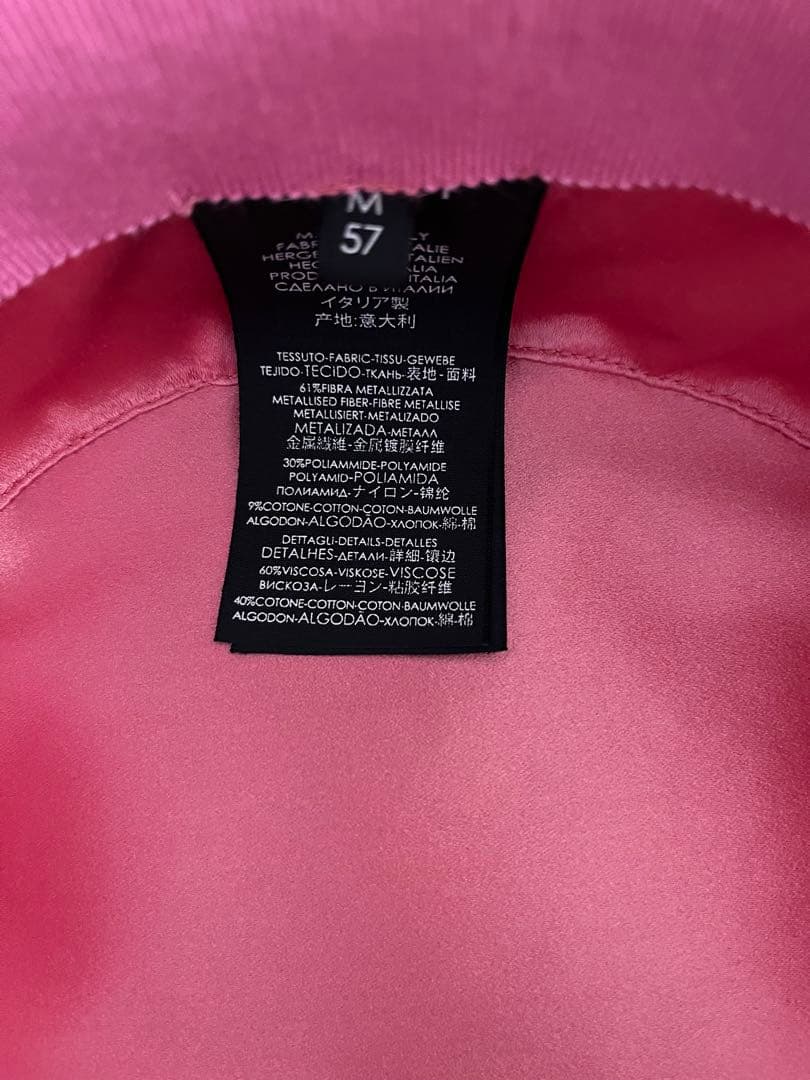 M
57
イタリア製
产地:意大利
TESSUTO-FABRIC-TISSU-GEWEBE
TEJIDO-TECIDO-ТКАНЬ-表地-面料
61%FIBRA METALLIZZATA
METALLISED FIBER-FIBRE METALLISE
METALLISIERT-METALIZADO
METALIZADA-МЕТАЛЛ
金属繊維-金属镀膜纤维
30%POLIAMMIDE-POLYAMIDE
POLYAMID-POLIAMIDA
ПОЛИАМИД-ナイロン-锦纶
9%COTONE-COTTON-COTON-BAUMWOLLE
ALGODON-ALGODÃO-ХЛОПОК-綿-棉
DETTAGLI-DETAILS-DETALLES
DETALHES-ДЕТАЛИ-詳細-镶边
60%VISCOSA-VISKOSE-VISCOSE
ВИСКОЗА-レーヨン-粘胶纤维
40%COTONE-COTTON-COTON-BAUMWOLLE
ALGODON-ALGODÃO-ХЛОПОК-綿-棉